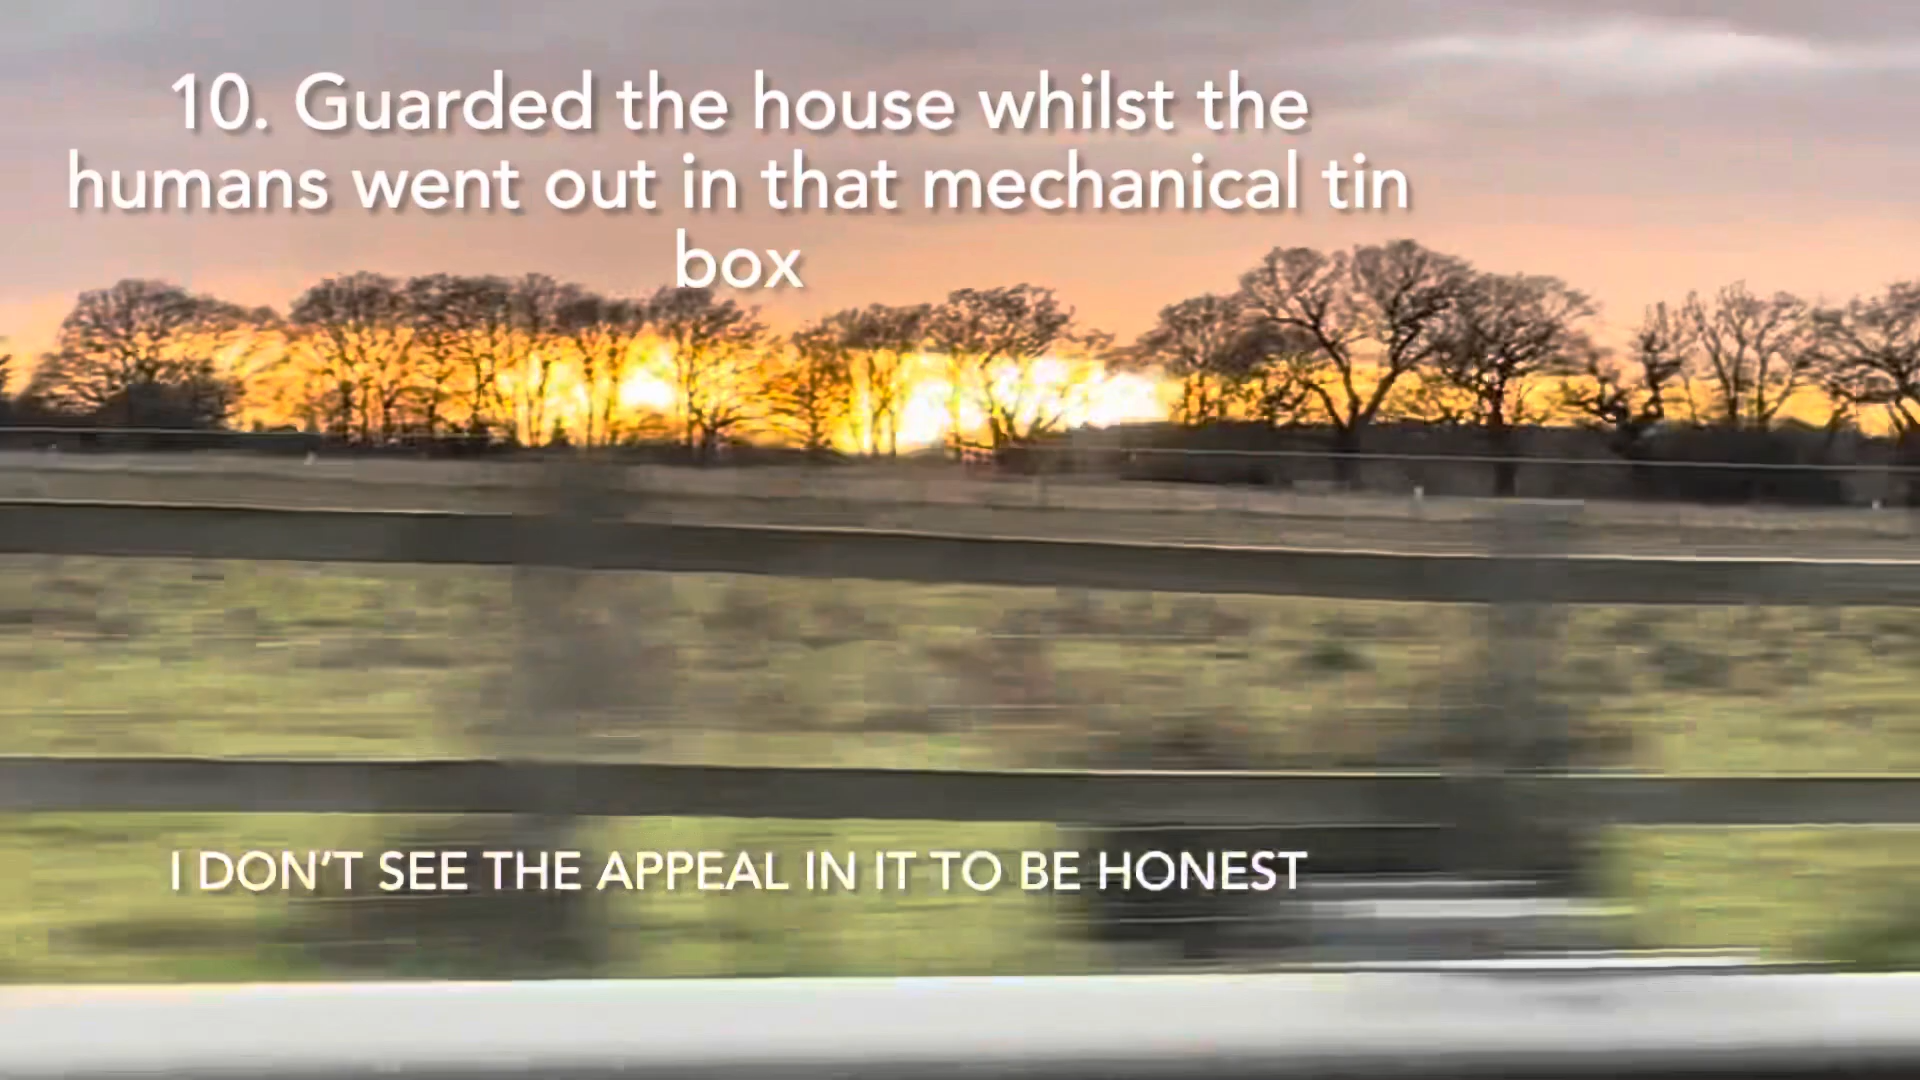 10. Guarded the house whilst the
humans went out in that mechanical tin
box
I DON'T SEE THE APPEAL IN IT TO BE HONEST